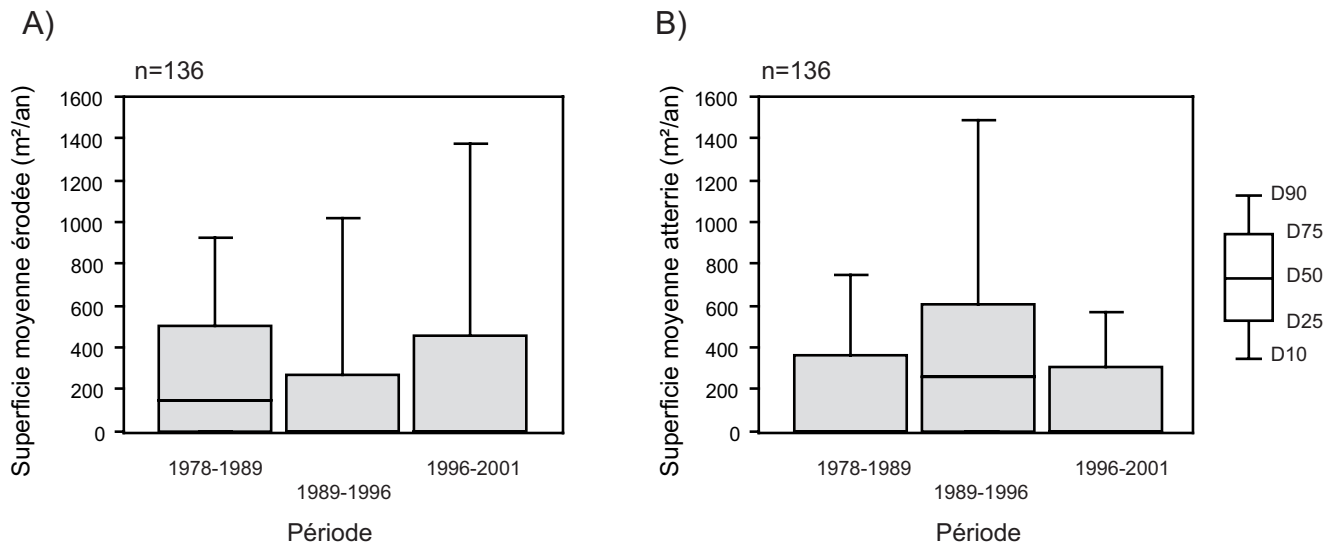 A)
n=136
Superficie moyenne érodée (m²/an)
1600
1400
1200
1000
800
600
400
200
0
1978-1989
1989-1996
1996-2001
Période
B)
n=136
Superficie moyenne atterrie (m²/an)
1600
1400
1200
1000
800
600
400
200
0
1978-1989
1989-1996
1996-2001
Période
D90
D75
D50
D25
D10